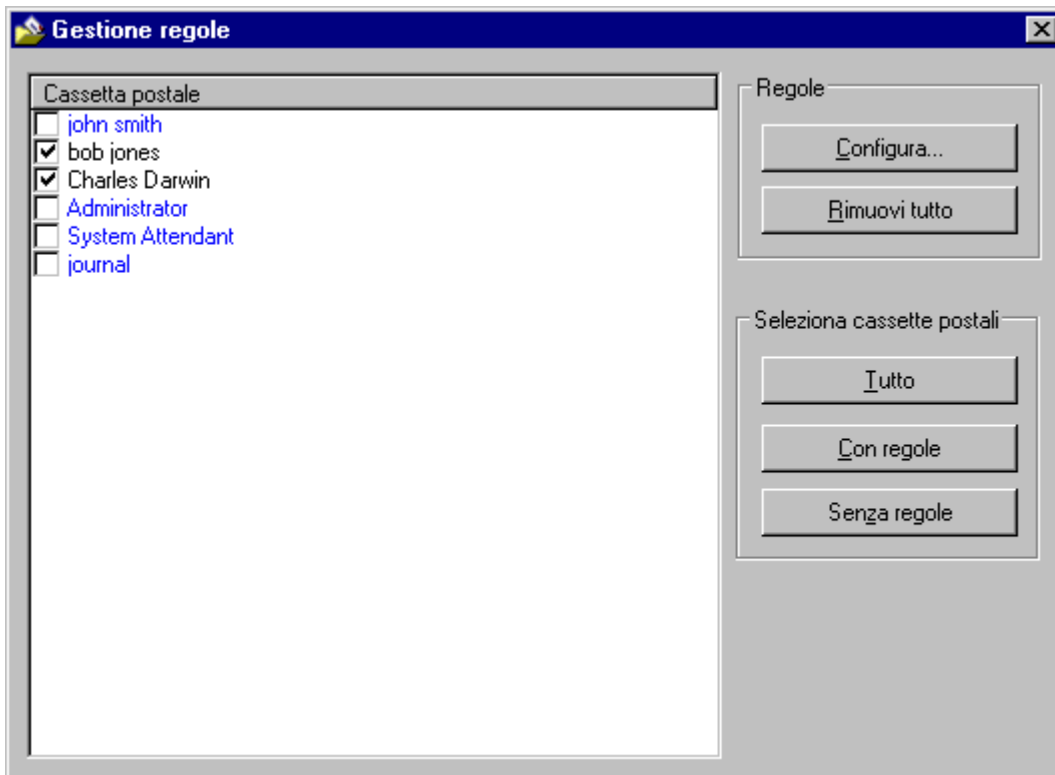 Gestione regole
Cassetta postale
john smith
bob jones
Charles Darwin
Administrator
System Attendant
journal
Regole
Configura...
Rimuovi tutto
Seleziona cassette postali
Tutto
Con regole
Senza regole